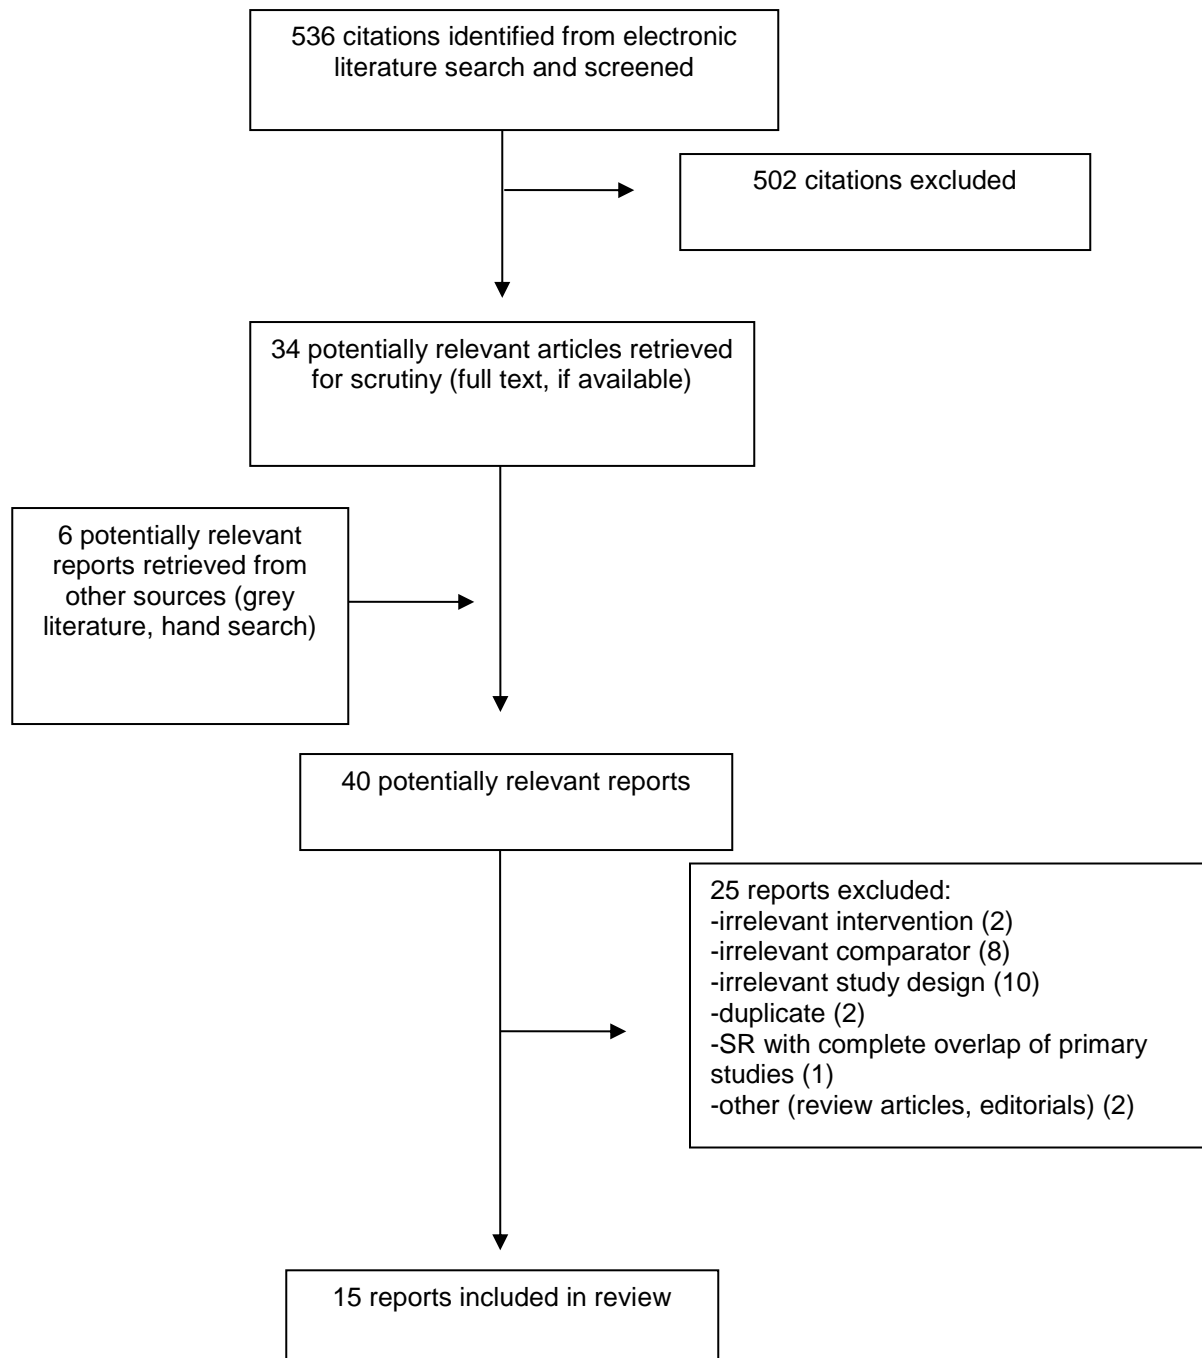 536 citations identified from electronic
literature search and screened
502 citations excluded
34 potentially relevant articles retrieved
for scrutiny (full text, if available)
6 potentially relevant
reports retrieved from
other sources (grey
literature, hand search)
40 potentially relevant reports
25 reports excluded:
-irrelevant intervention (2)
-irrelevant comparator (8)
-irrelevant study design (10)
-duplicate (2)
-SR with complete overlap of primary
studies (1)
-other (review articles, editorials) (2)
15 reports included in review